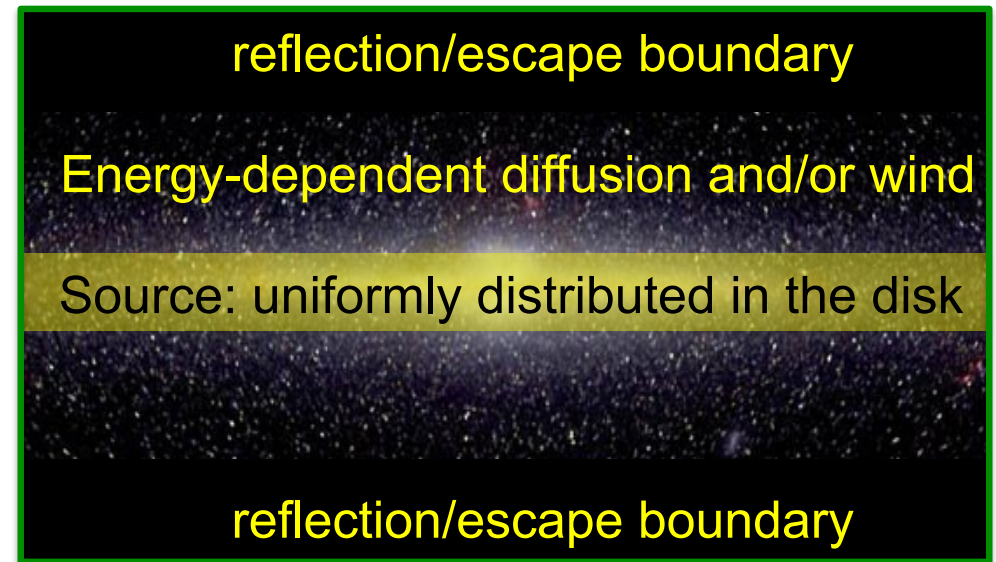 reflection/escape boundary
Energy-dependent diffusion and/or wind
Source: uniformly distributed in the disk
reflection/escape boundary